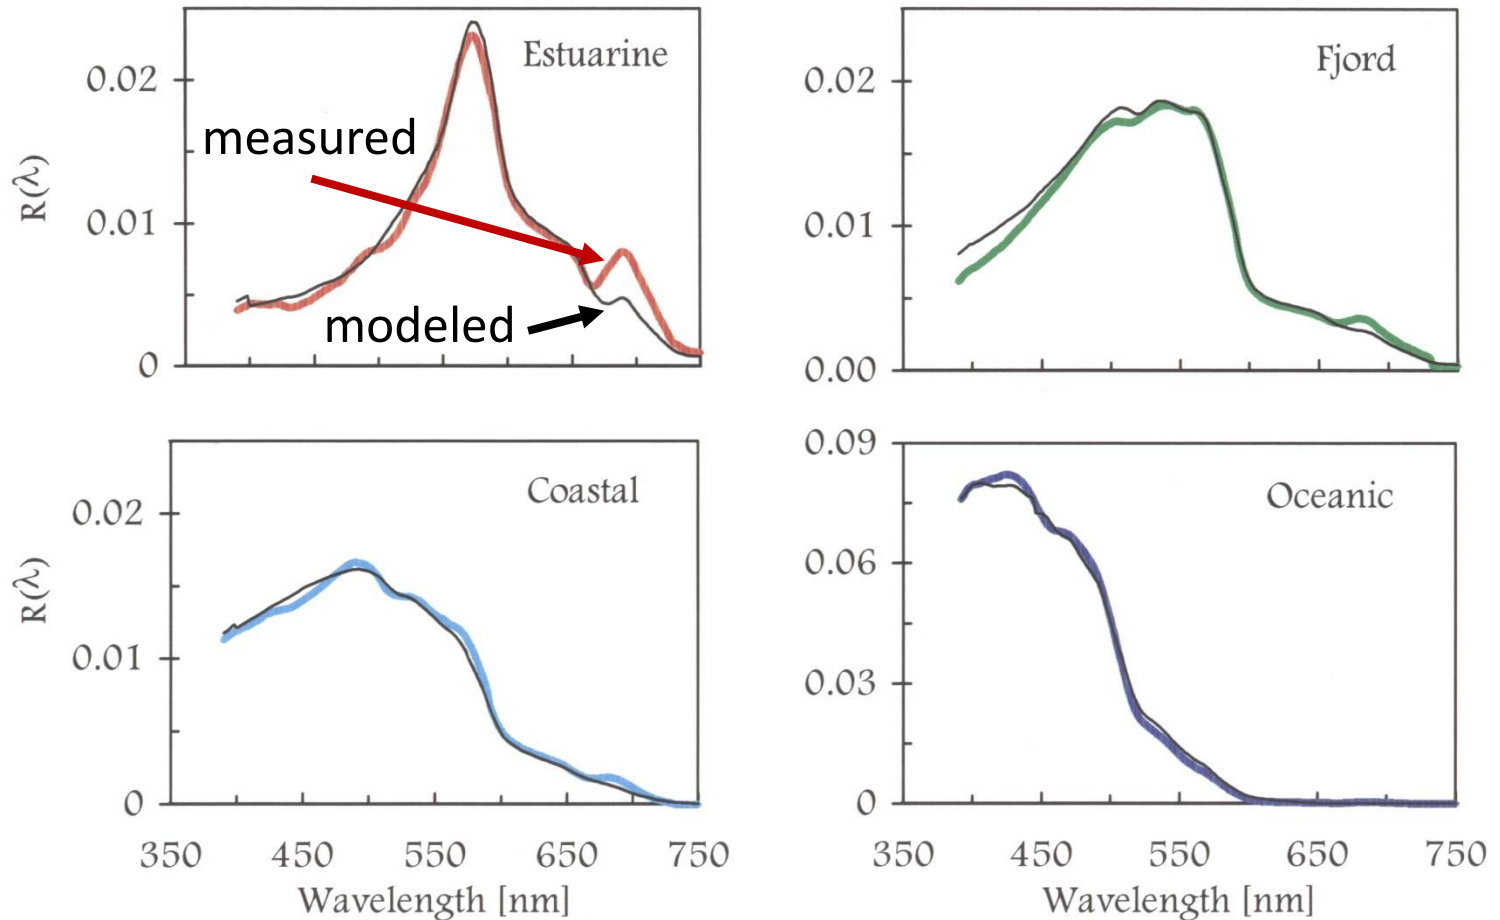 Estuarine
0.02
0.01
0
R(λ)
measured
modeled
Fjord
0.02
0.01
0.00
Coastal
0.02
0.01
0
R(λ)
350 450 550 650 750
Wavelength [nm]
Oceanic
0.09
0.06
0.03
0
350 450 550 650 750
Wavelength [nm]